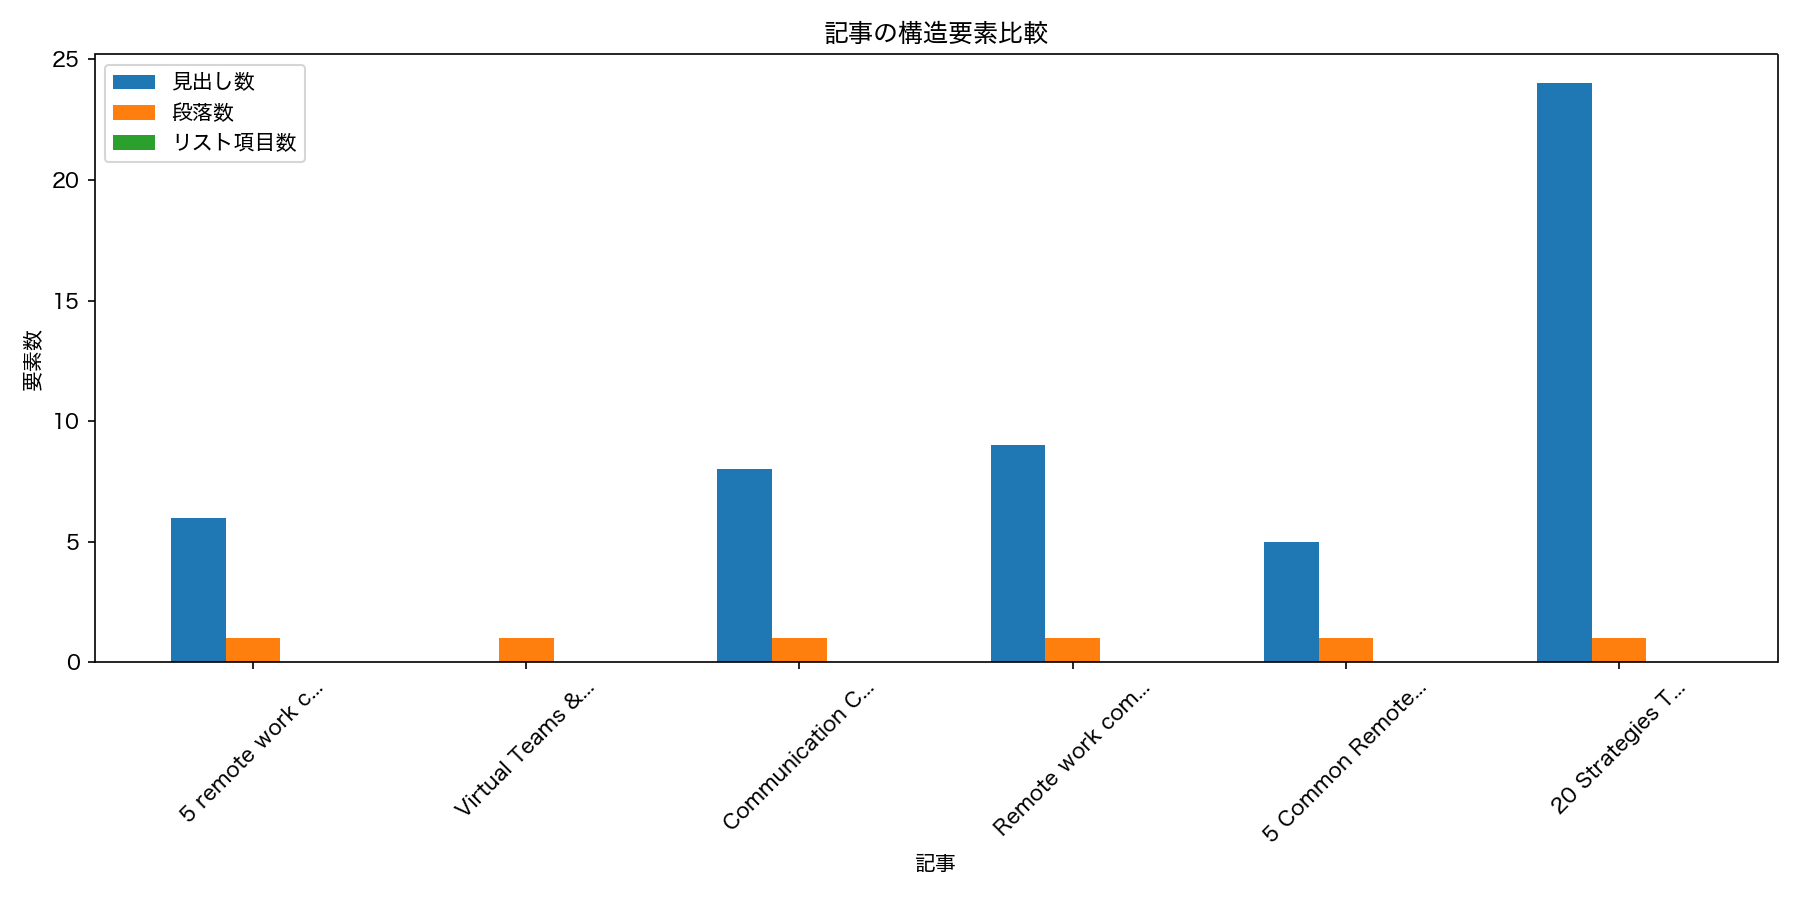 記事の構造要素比較
見出し数
段落数
リスト項目数
25
20
15
10
5
0
要素数
5 remote work c...
Virtual Teams &...
Communication C...
Remote work com...
5 Common Remote...
20 Strategies T...
記事